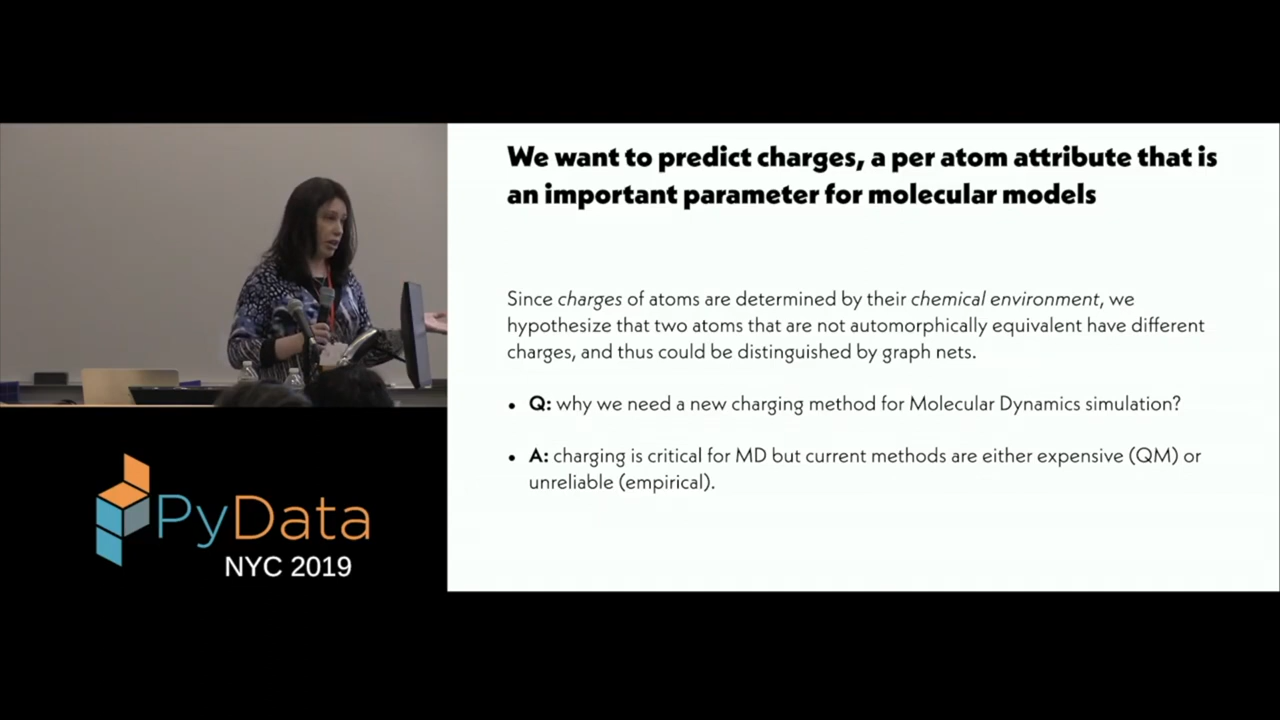 We want to predict charges, a per atom attribute that is
an important parameter for molecular models
Since charges of atoms are determined by their chemical environment, we
hypothesize that two atoms that are not automorphically equivalent have different
charges, and thus could be distinguished by graph nets.
• Q: why we need a new charging method for Molecular Dynamics simulation?
• A: charging is critical for MD but current methods are either expensive (QM) or
unreliable (empirical).
PyData
NYC 2019